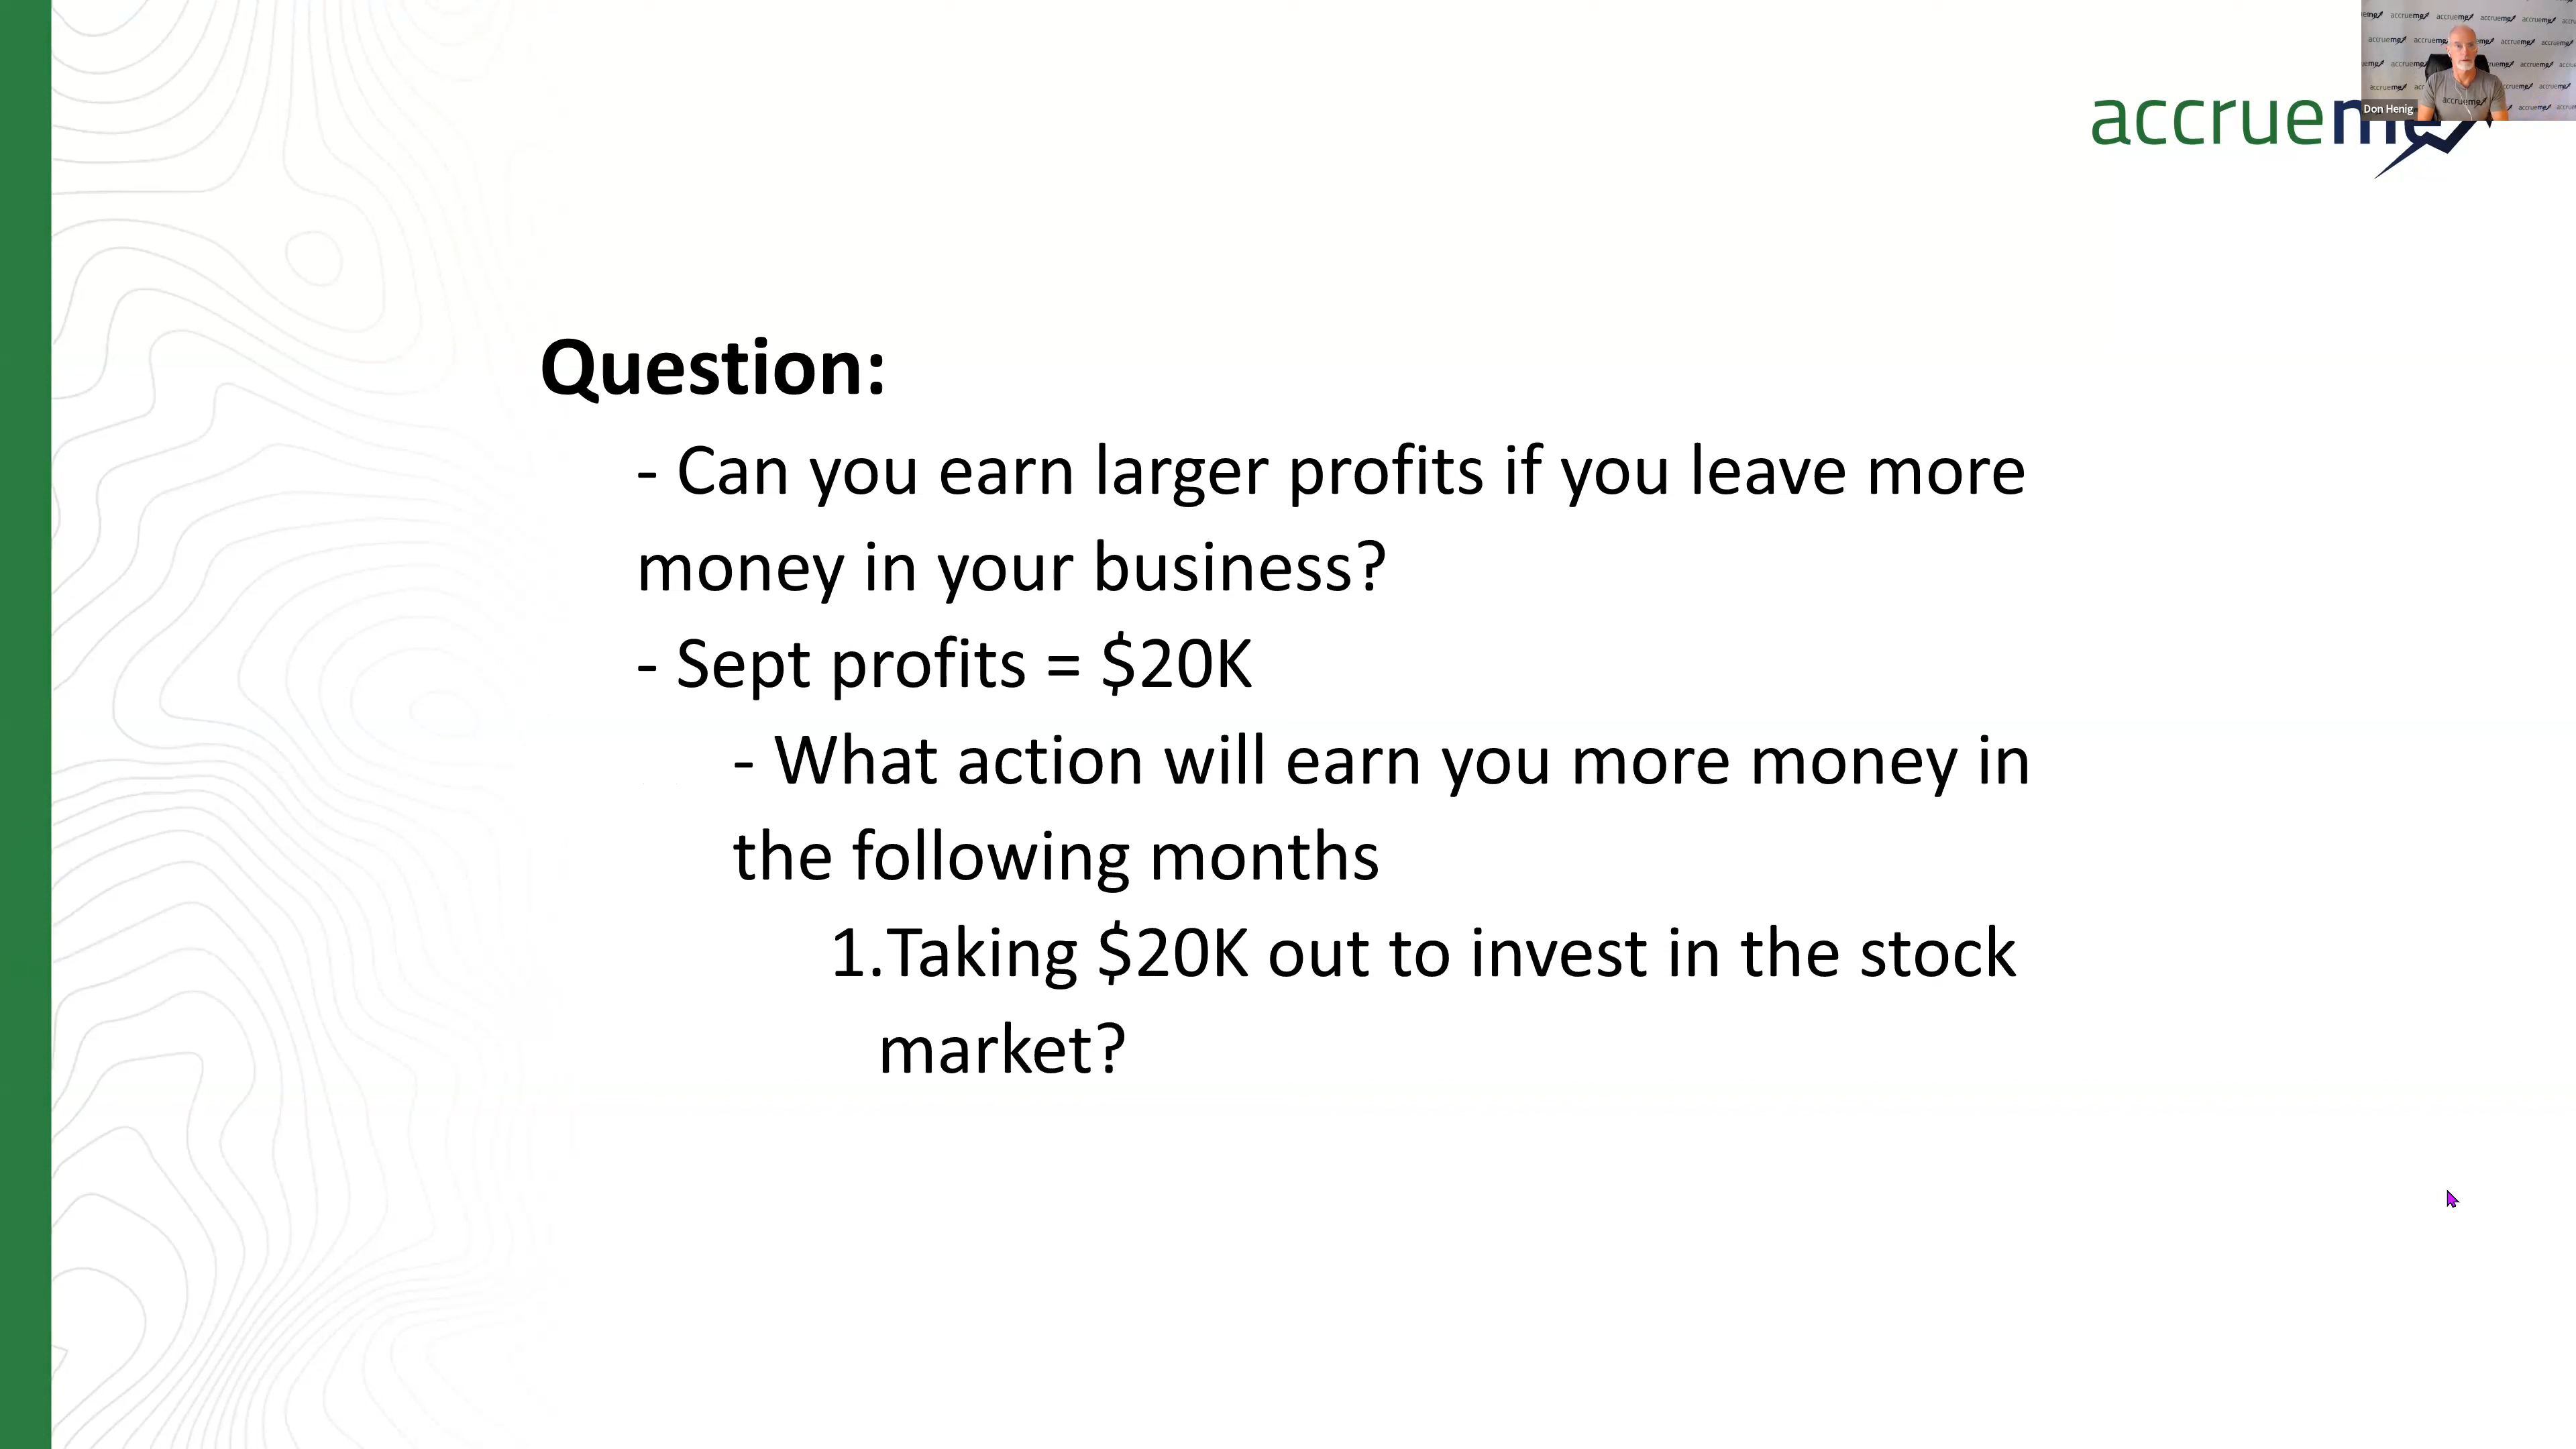 accrueme
Don Henig
Question:
- Can you earn larger profits if you leave more
money in your business?
- Sept profits = $20K
- What action will earn you more money in
the following months
1.Taking $20K out to invest in the stock
market?